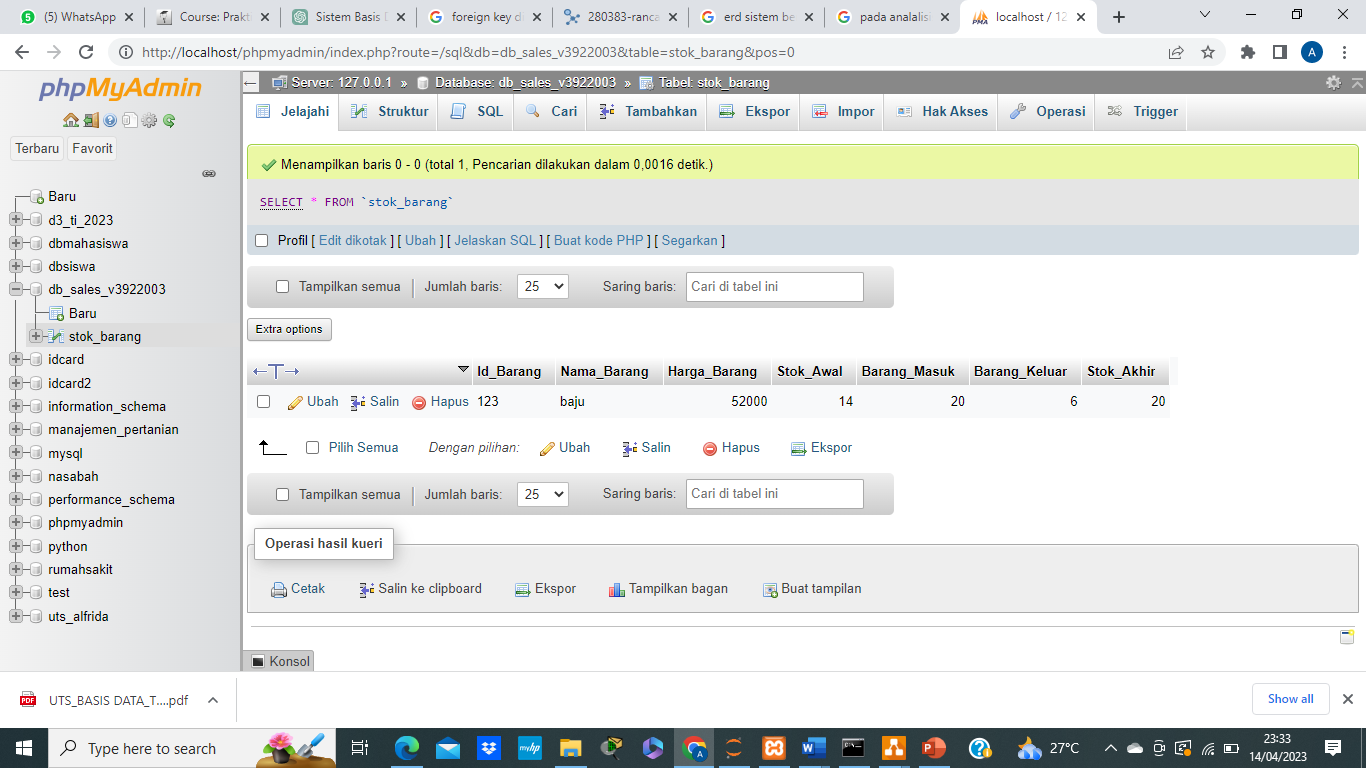 (5) WhatsApp
Course: Prakti
Sistem Basis D
foreign key di
280383-ranca
erd sistem be
pada analalisi
localhost / 12
http://localhost/phpmyadmin/index.php?route=/sql&db=db_sales_v3922003&table=stok_barang&pos=0
A
phpMyAdmin
Terbaru Favorit
Baru
d3_ti_2023
dbmahasiswa
dbsiswa
db_sales_v3922003
Baru
stok_barang
idcard
idcard2
information_schema
manajemen_pertanian
mysql
nasabah
performance_schema
phpmyadmin
python
rumahsakit
test
uts_alfrida
Server: 127.0.0.1 » Database: db_sales_v3922003 » Tabel: stok_barang
Jelajahi Struktur SQL Cari Tambahkan Ekspor Impor Hak Akses Operasi Trigger
Menampilkan baris 0 - 0 (total 1, Pencarian dilakukan dalam 0,0016 detik.)
SELECT * FROM `stok_barang`
Profil [ Edit dikotak ] [ Ubah ] [ Jelaskan SQL ] [ Buat kode PHP ] [ Segarkan ]
Tampilkan semua Jumlah baris: 25 Saring baris: Cari di tabel ini
Extra options
Id_Barang Nama_Barang Harga_Barang Stok_Awal Barang_Masuk Barang_Keluar Stok_Akhir
Ubah Salin Hapus 123 baju 52000 14 20 6 20
Pilih Semua Dengan pilihan: Ubah Salin Hapus Ekspor
Tampilkan semua Jumlah baris: 25 Saring baris: Cari di tabel ini
Operasi hasil kueri
Cetak Salin ke clipboard Ekspor Tampilkan bagan Buat tampilan
Konsol
UTS_BASIS DATA_T....pdf
Show all
Type here to search
27°C
23:33
14/04/2023